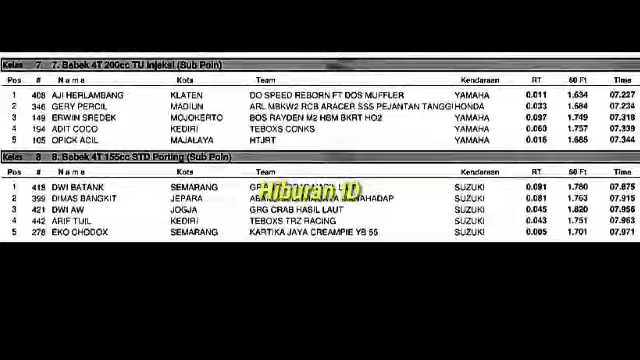 Kelas 7 7. Bebek 4T 200cc TU Injeksi (Sub Poin)
Pos # Nama Kota Team Kendaraan RT 60 Ft Time
1 408 AJI HERLAMBANG KLATEN DO SPEED REBORN FT DOS MUFFLER YAMAHA 0.011 1.634 07.227
2 346 GERY PERCIL MADIUN ARL MBKW2 RCB ARACER SSS PEJANTAN TANGGI HONDA 0.033 1.684 07.234
3 149 ERWIN SREDEK MOJOKERTO BOS RAYDEN M2 HSM BKRT HO2 YAMAHA 0.097 1.749 07.318
4 194 ADIT COCO KEDIRI TEBOXS CONKS YAMAHA 0.060 1.757 07.339
5 105 OPICK ACIL MAJALAYA HTJRT YAMAHA 0.016 1.685 07.344
Kelas 8 8. Bebek 4T 155cc STD Porting (Sub Poin)
Pos # Nama Kota Team Kendaraan RT 60 Ft Time
1 418 DWI BATANK SEMARANG SUZUKI 0.091 1.780 07.875
Hiburan ID
2 399 DIMAS BANGKIT JEPARA SUZUKI 0.081 1.763 07.915
3 421 DWI AW JOGJA GRG CRAB HASIL LAUT SUZUKI 0.045 1.820 07.956
4 442 ARIF TUIL KEDIRI TEBOXS TRZ RACING SUZUKI 0.043 1.751 07.963
5 278 EKO CHODOX SEMARANG KARTIKA JAYA CREAMPIE YB 55 SUZUKI 0.005 1.701 07.971